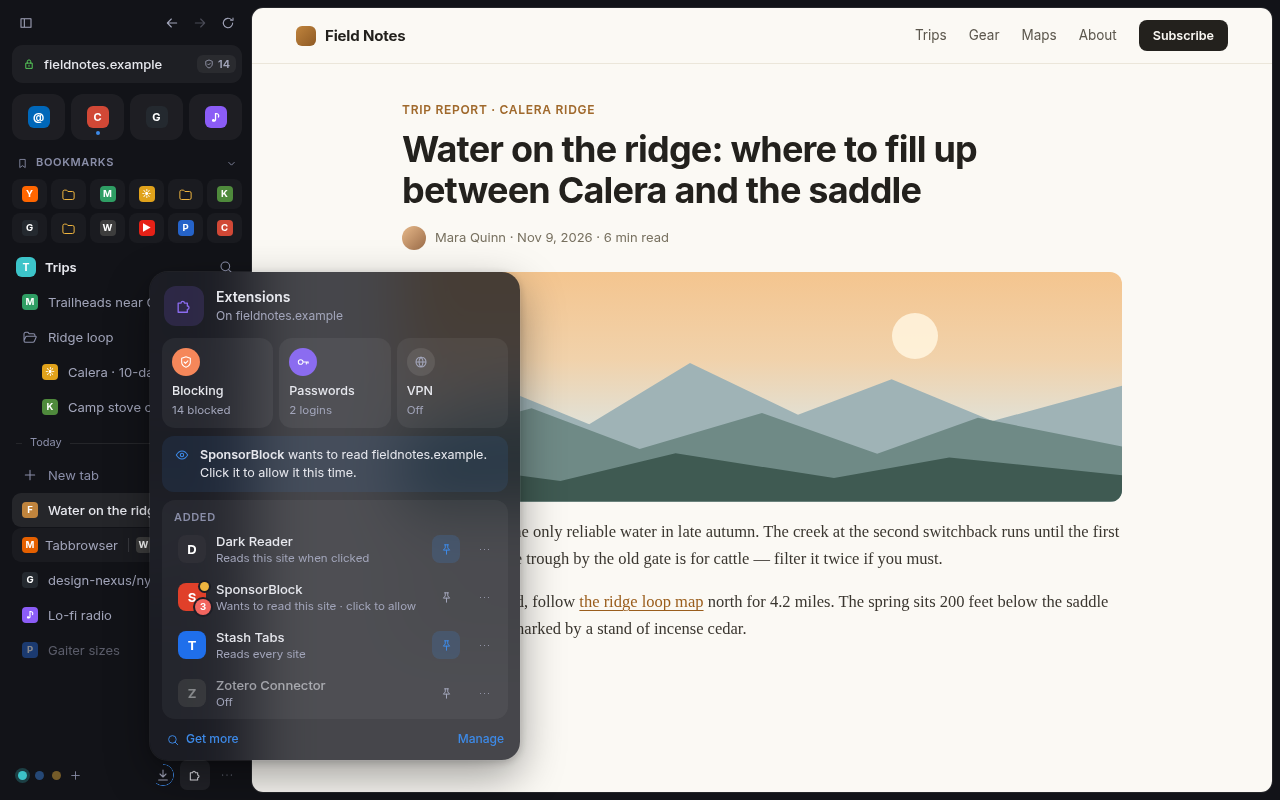 fieldnotes.example
14
@
C
G
BOOKMARKS
Y
M
K
G
W
P
C
T Trips
M Trailheads near
Ridge loop
Calera · 10-da
K Camp stove
Today
New tab
F Water on the ridg
M Tabbrowser W
G design-nexus/ny
Lo-fi radio
P Gaiter sizes
Field Notes
Trips Gear Maps About Subscribe
TRIP REPORT · CALERA RIDGE
Water on the ridge: where to fill up
between Calera and the saddle
Mara Quinn · Nov 9, 2026 · 6 min read
only reliable water in late autumn. The creek at the second switchback runs until the first
trough by the old gate is for cattle — filter it twice if you must.
follow the ridge loop map north for 4.2 miles. The spring sits 200 feet below the saddle
marked by a stand of incense cedar.
Extensions
On fieldnotes.example
Blocking
14 blocked
Passwords
2 logins
VPN
Off
SponsorBlock wants to read fieldnotes.example.
Click it to allow it this time.
ADDED
D Dark Reader
Reads this site when clicked
S 3 SponsorBlock
Wants to read this site · click to allow
T Stash Tabs
Reads every site
Z Zotero Connector
Off
Get more
Manage